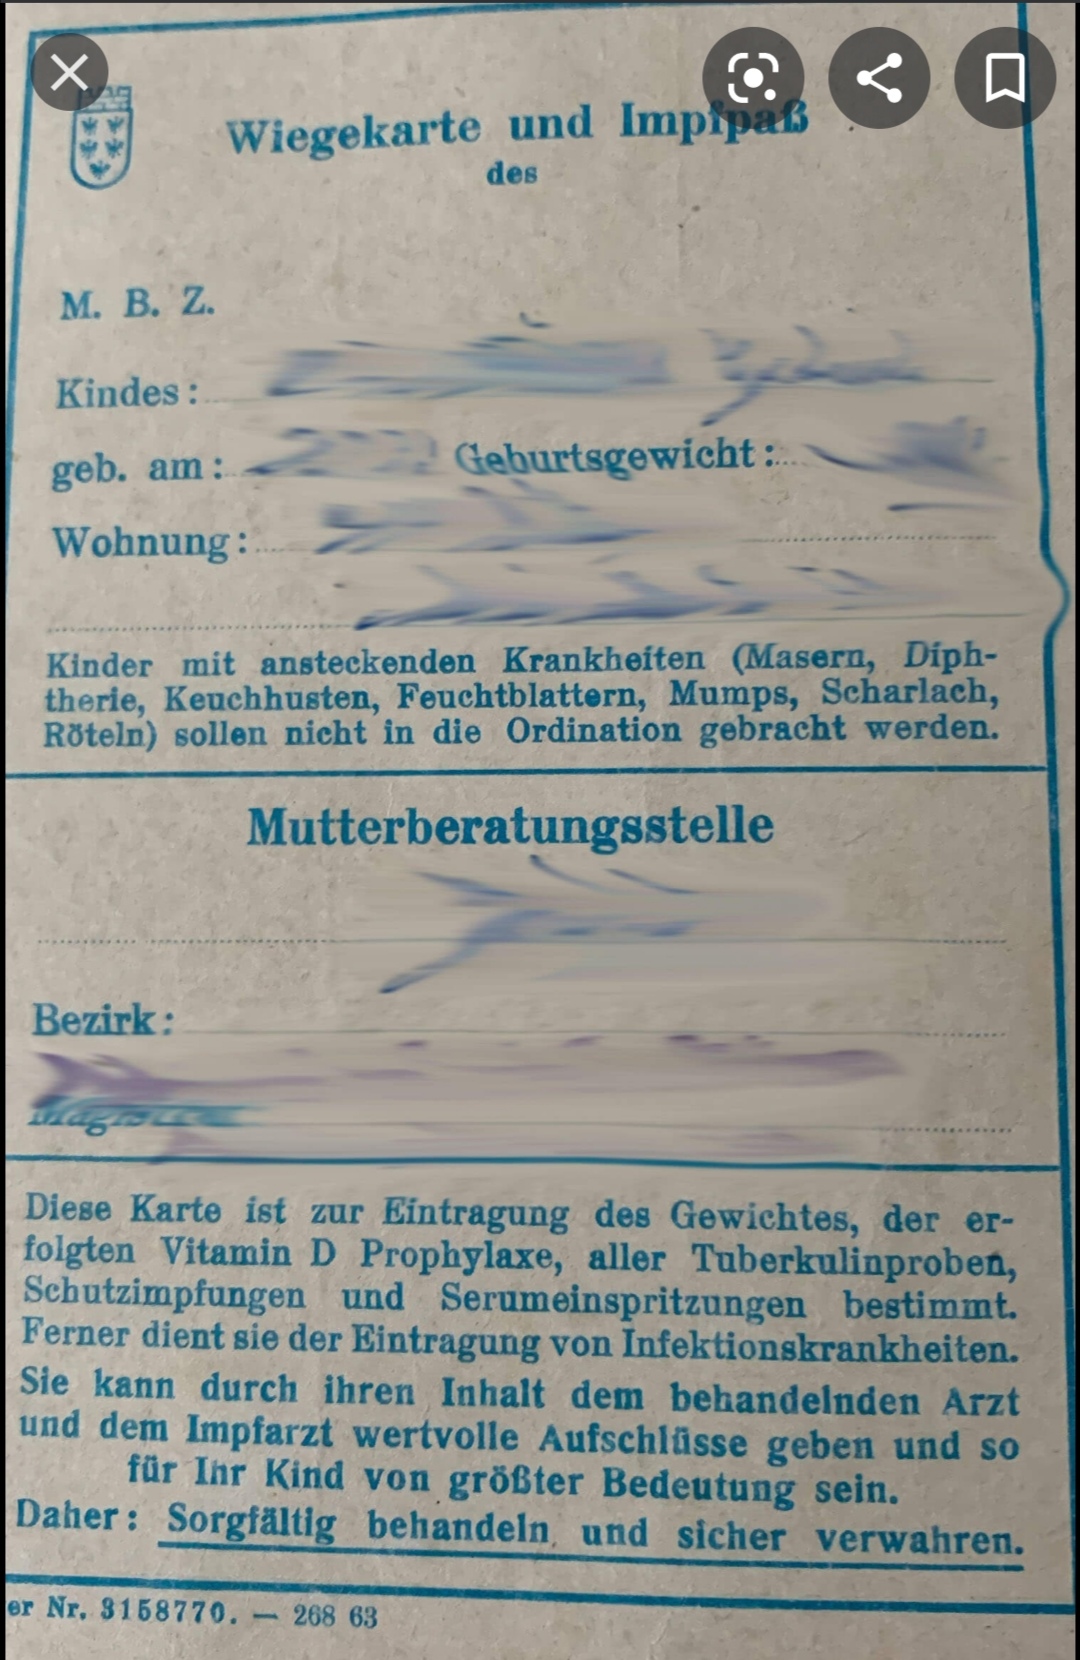 Wiegekarte und Impfpaß
des
M. B. Z.
Kindes:
geb. am: Geburtsgewicht:
Wohnung:
Kinder mit ansteckenden Krankheiten (Masern, Diph-
therie, Keuchhusten, Feuchtblattern, Mumps, Scharlach,
Röteln) sollen nicht in die Ordination gebracht werden.
Mutterberatungsstelle
Bezirk:
Diese Karte ist zur Eintragung des Gewichtes, der er-
folgten Vitamin D Prophylaxe, aller Tuberkulinproben,
Schutzimpfungen und Serumeinspritzungen bestimmt.
Ferner dient sie der Eintragung von Infektionskrankheiten.
Sie kann durch ihren Inhalt dem behandelnden Arzt
und dem Impfarzt wertvolle Aufschlüsse geben und so
für Ihr Kind von größter Bedeutung sein.
Daher: Sorgfältig behandeln und sicher verwahren.
er Nr. 3158770. — 268 63